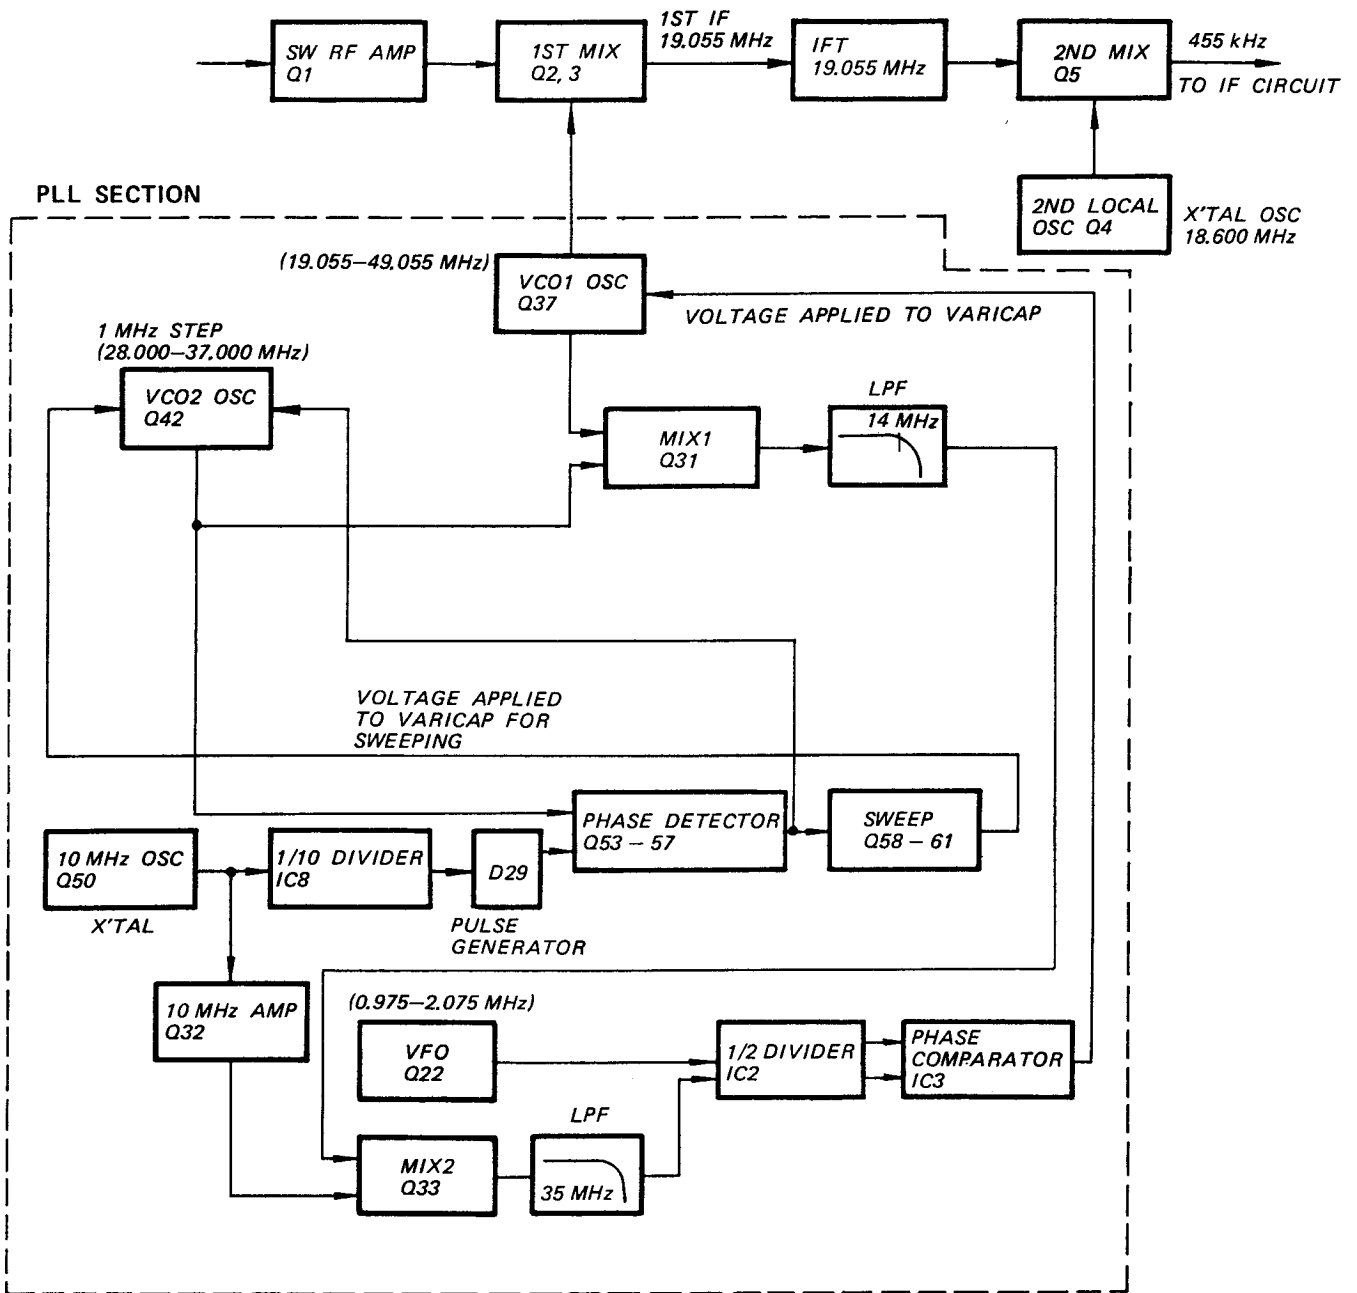 SW RF AMP
Q1
1ST MIX
Q2, 3
1ST IF
19.055 MHz
IFT
19.055 MHz
2ND MIX
Q5
455 kHz
TO IF CIRCUIT
2ND LOCAL
OSC Q4
X'TAL OSC
18.600 MHz
PLL SECTION
(19.055–49.055 MHz)
VCO1 OSC
Q37
VOLTAGE APPLIED TO VARICAP
1 MHz STEP
(28.000–37.000 MHz)
VCO2 OSC
Q42
MIX1
Q31
LPF
14 MHz
VOLTAGE APPLIED
TO VARICAP FOR
SWEEPING
PHASE DETECTOR
Q53 – 57
SWEEP
Q58 – 61
10 MHz OSC
Q50
X'TAL
1/10 DIVIDER
IC8
D29
PULSE
GENERATOR
10 MHz AMP
Q32
(0.975–2.075 MHz)
VFO
Q22
1/2 DIVIDER
IC2
PHASE
COMPARATOR
IC3
MIX2
Q33
LPF
35 MHz